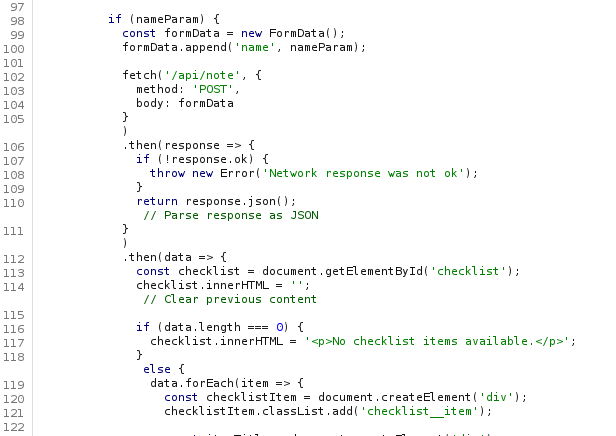 97
98 if (nameParam) {
99 const formData = new FormData();
100 formData.append('name', nameParam);
101
102 fetch('/api/note', {
103 method: 'POST',
104 body: formData
105 }
)
106 .then(response => {
107 if (!response.ok) {
108 throw new Error('Network response was not ok');
109 }
110 return response.json();
// Parse response as JSON
111 }
)
112 .then(data => {
113 const checklist = document.getElementById('checklist');
114 checklist.innerHTML = '';
// Clear previous content
115
116 if (data.length === 0) {
117 checklist.innerHTML = '<p>No checklist items available.</p>';
118 }
else {
119 data.forEach(item => {
120 const checklistItem = document.createElement('div');
121 checklistItem.classList.add('checklist__item');
122